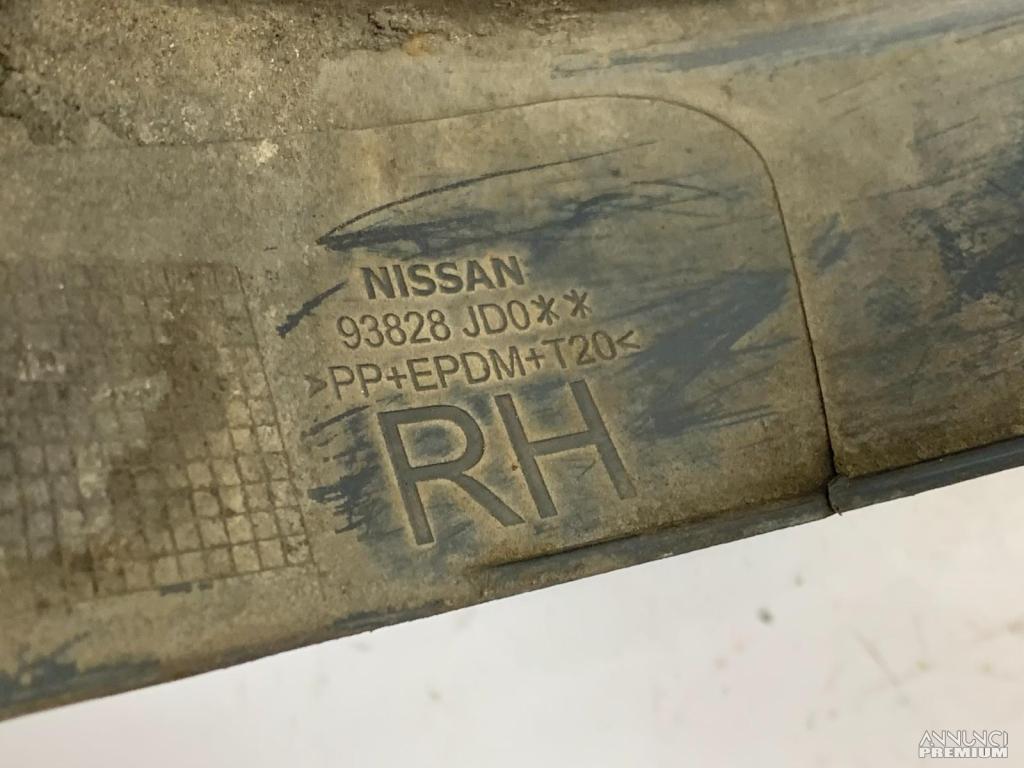 NISSAN
93828 JD0**
>PP+EPDM+T20<
RH
ANNUNCI
PREMIUM